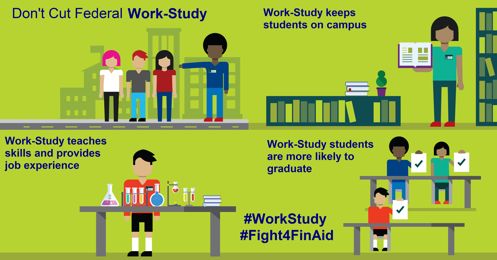 Don't Cut Federal Work-Study
Work-Study keeps
students on campus
Work-Study teaches
skills and provides
job experience
Work-Study students
are more likely to
graduate
#WorkStudy
#Fight4FinAid